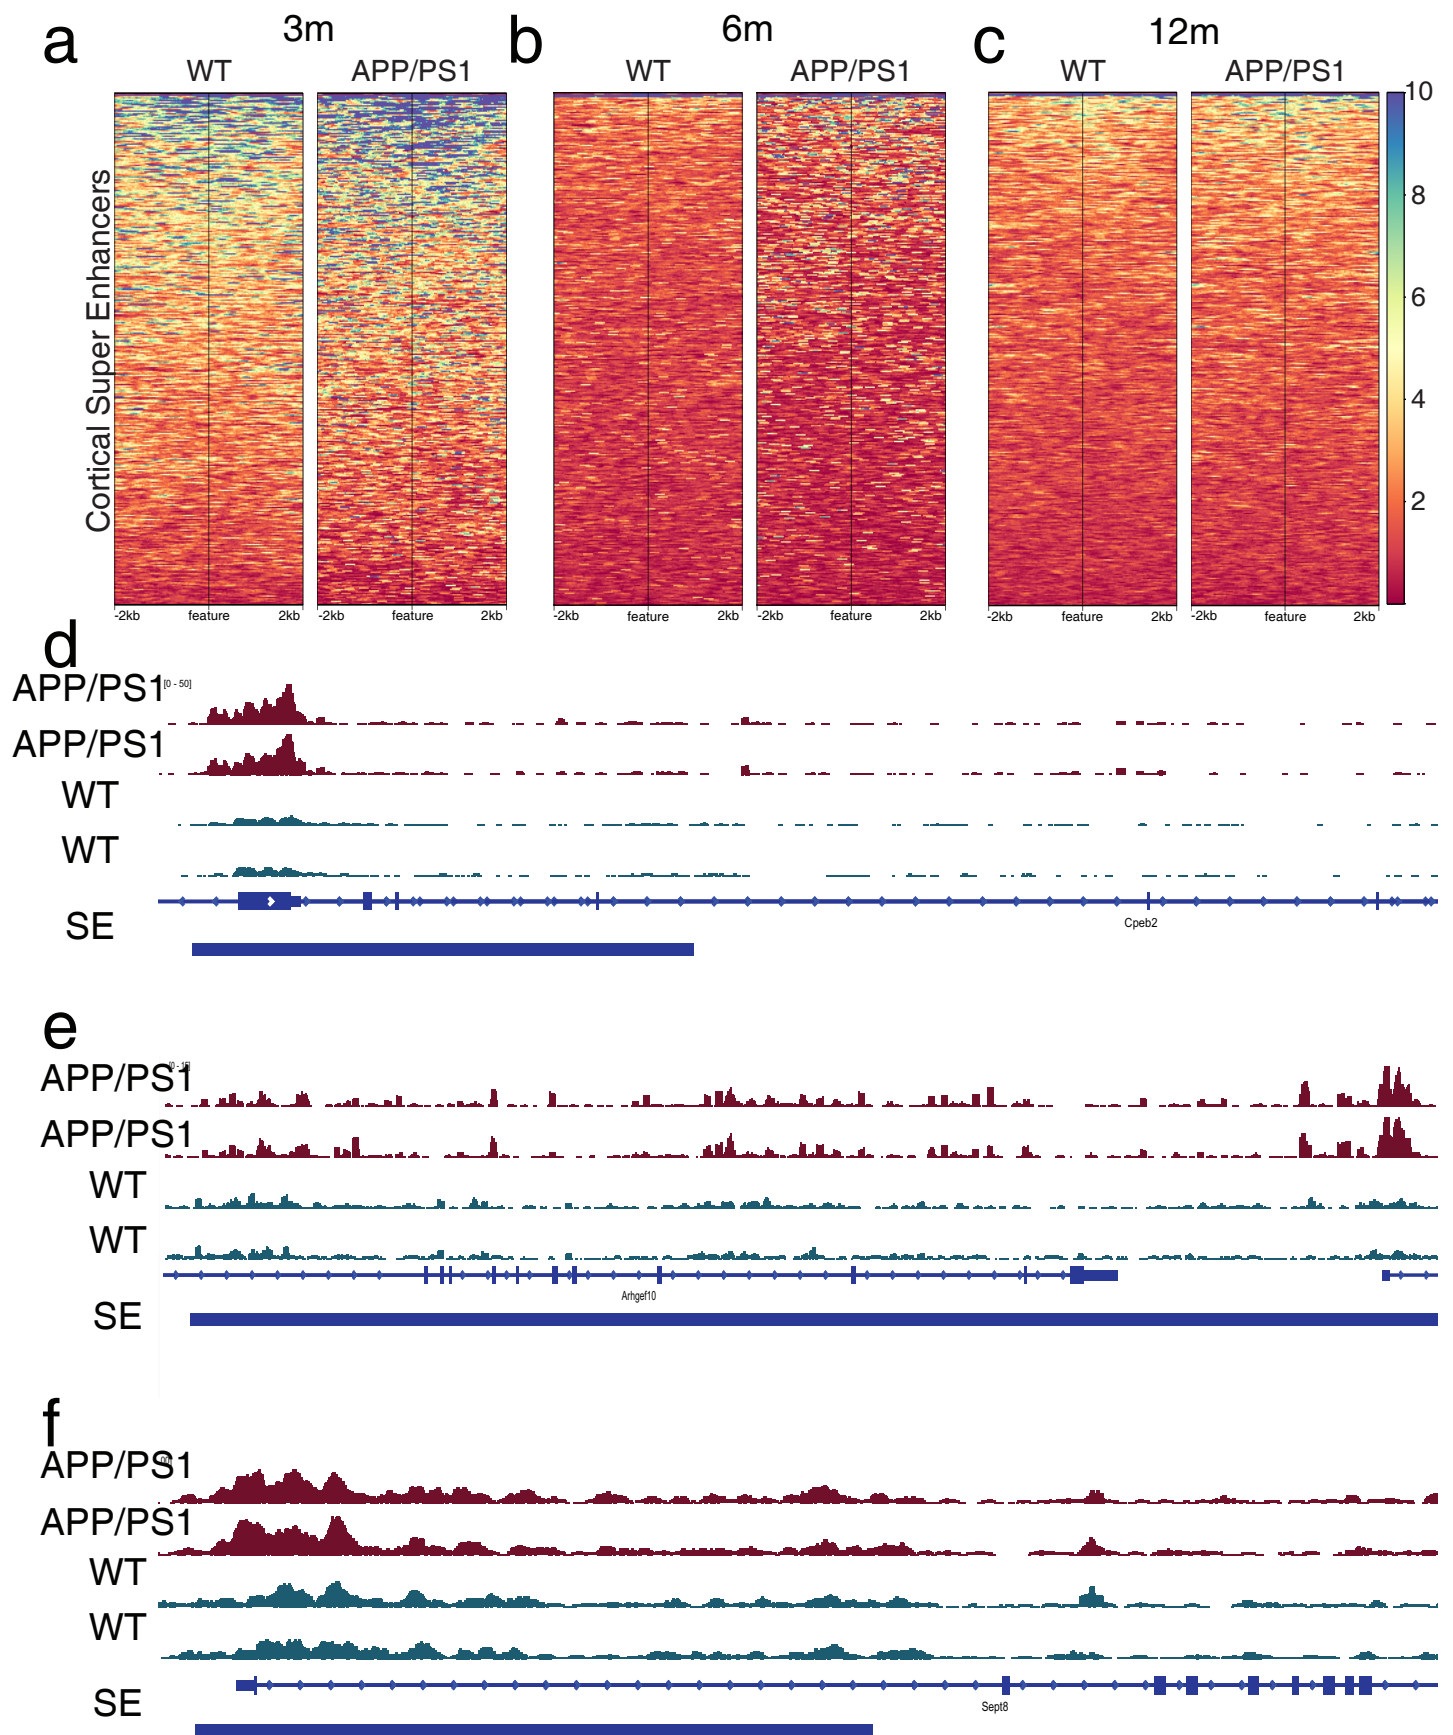 a
3m
WT
APP/PS1
b
6m
WT
APP/PS1
c
12m
WT
APP/PS1
Cortical Super Enhancers
10
8
6
4
2
-2kb
feature
2kb
-2kb
feature
2kb
-2kb
feature
2kb
-2kb
feature
2kb
-2kb
feature
2kb
-2kb
feature
2kb
d
APP/PS1
[0 - 50]
APP/PS1
WT
WT
Cpeb2
SE
e
APP/PS1
APP/PS1
WT
WT
Arhgef10
SE
f
APP/PS1
APP/PS1
WT
WT
Sept8
SE